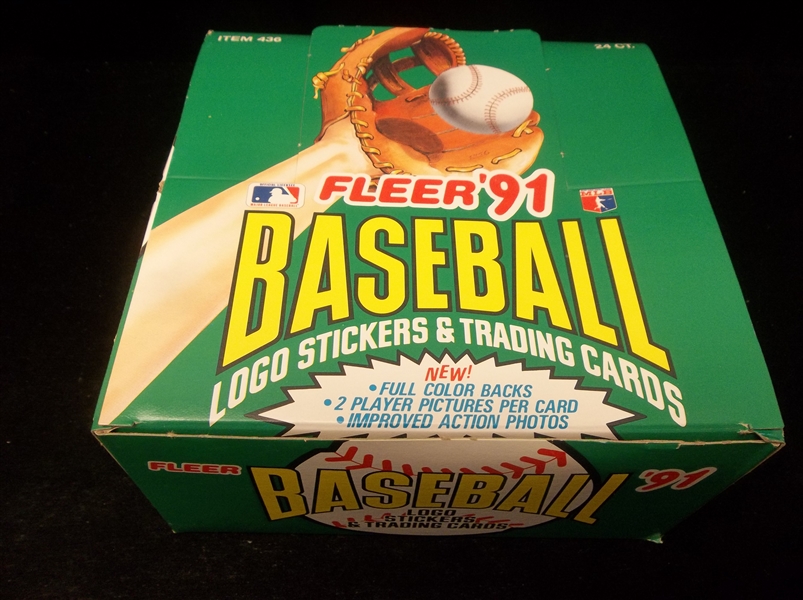 ITEM 436
24 CT.
FLEER '91
MLB
BASEBALL
LOGO STICKERS & TRADING CARDS
NEW!
• FULL COLOR BACKS
• 2 PLAYER PICTURES PER CARD
• IMPROVED ACTION PHOTOS
FLEER
'91
BASEBALL
LOGO
STICKERS
& TRADING CARDS